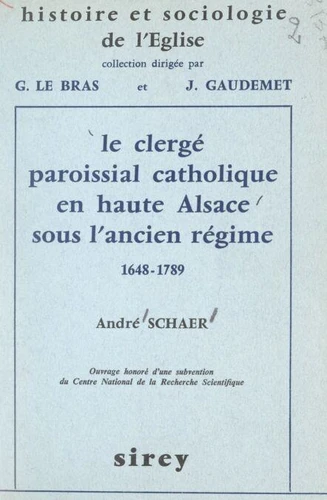 histoire et sociologie
de l'Eglise
collection dirigée par
G. LE BRAS et J. GAUDEMET
2
le clergé
paroissial catholique
en haute Alsace
sous l'ancien régime
1648-1789
André SCHAER
Ouvrage honoré d'une subvention
du Centre National de la Recherche Scientifique
sirey